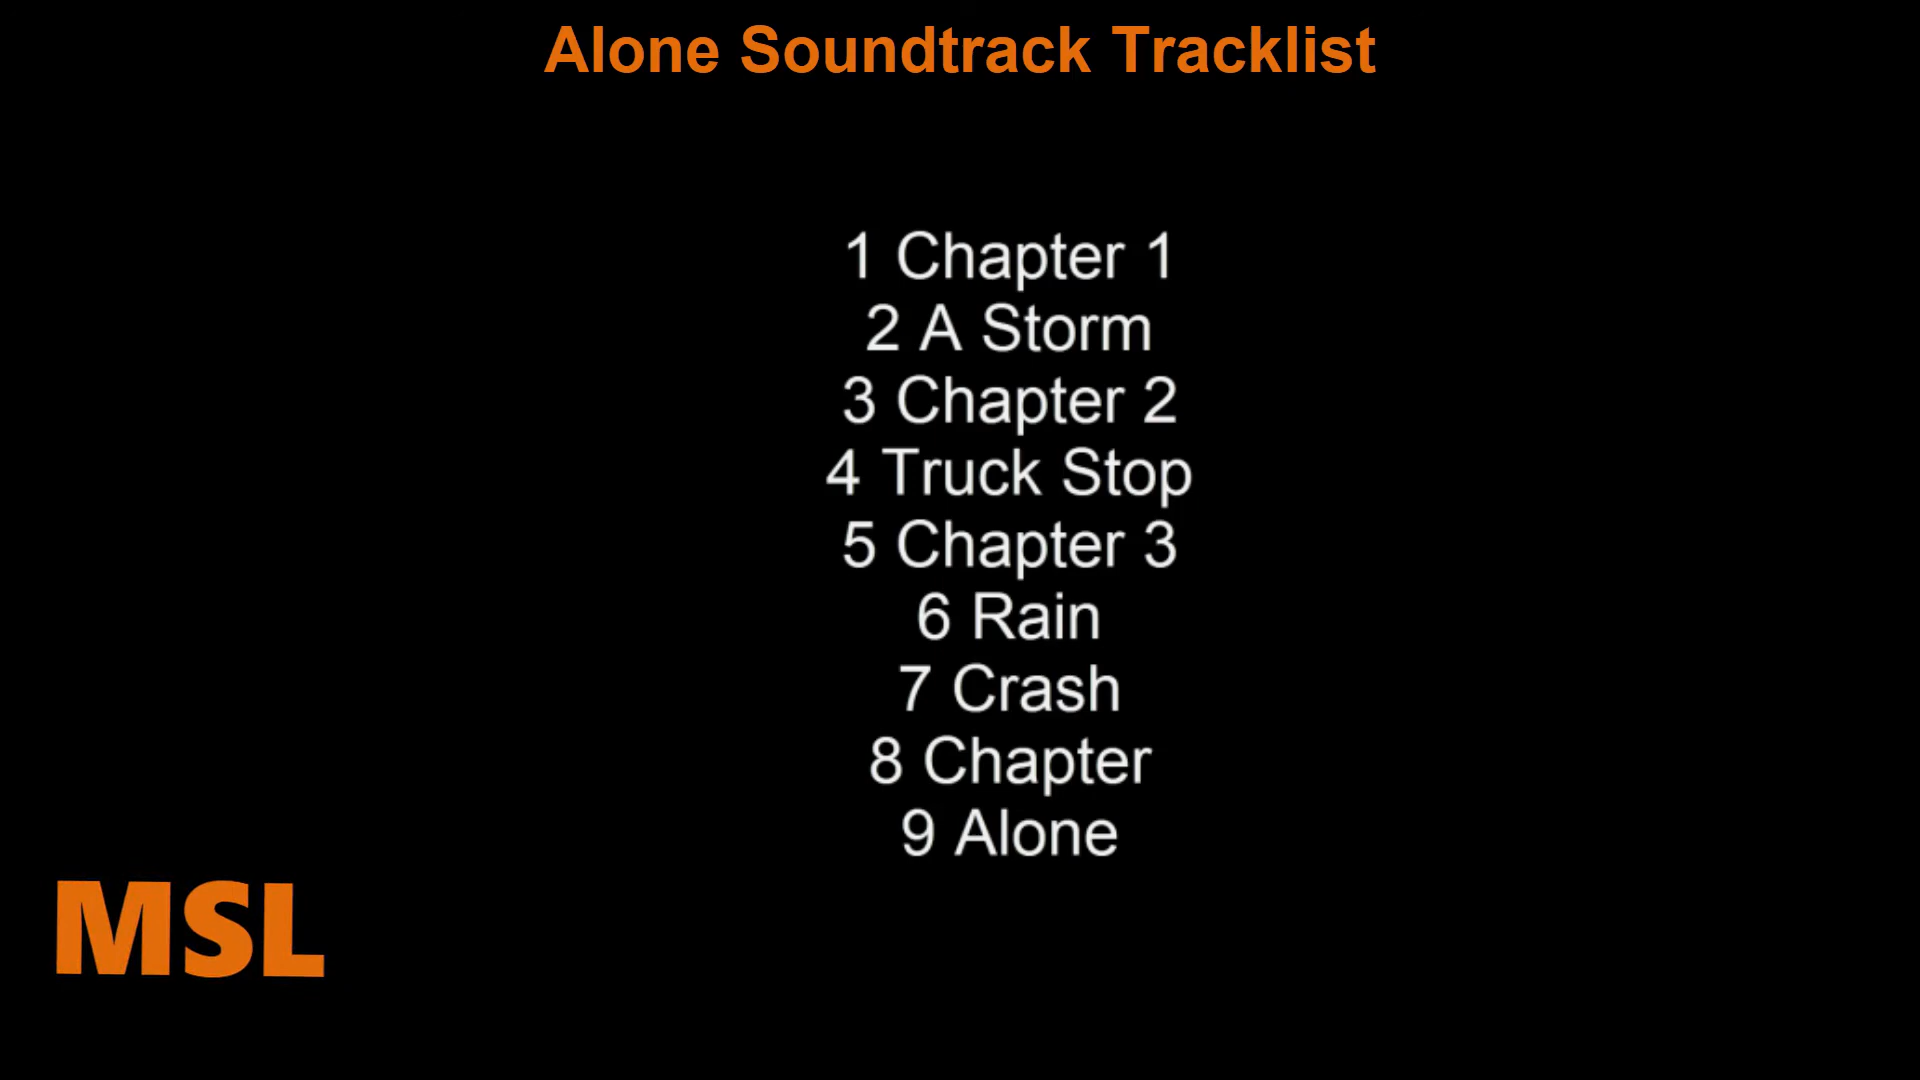 Alone Soundtrack Tracklist
1 Chapter 1
2 A Storm
3 Chapter 2
4 Truck Stop
5 Chapter 3
6 Rain
7 Crash
8 Chapter
9 Alone
MSL